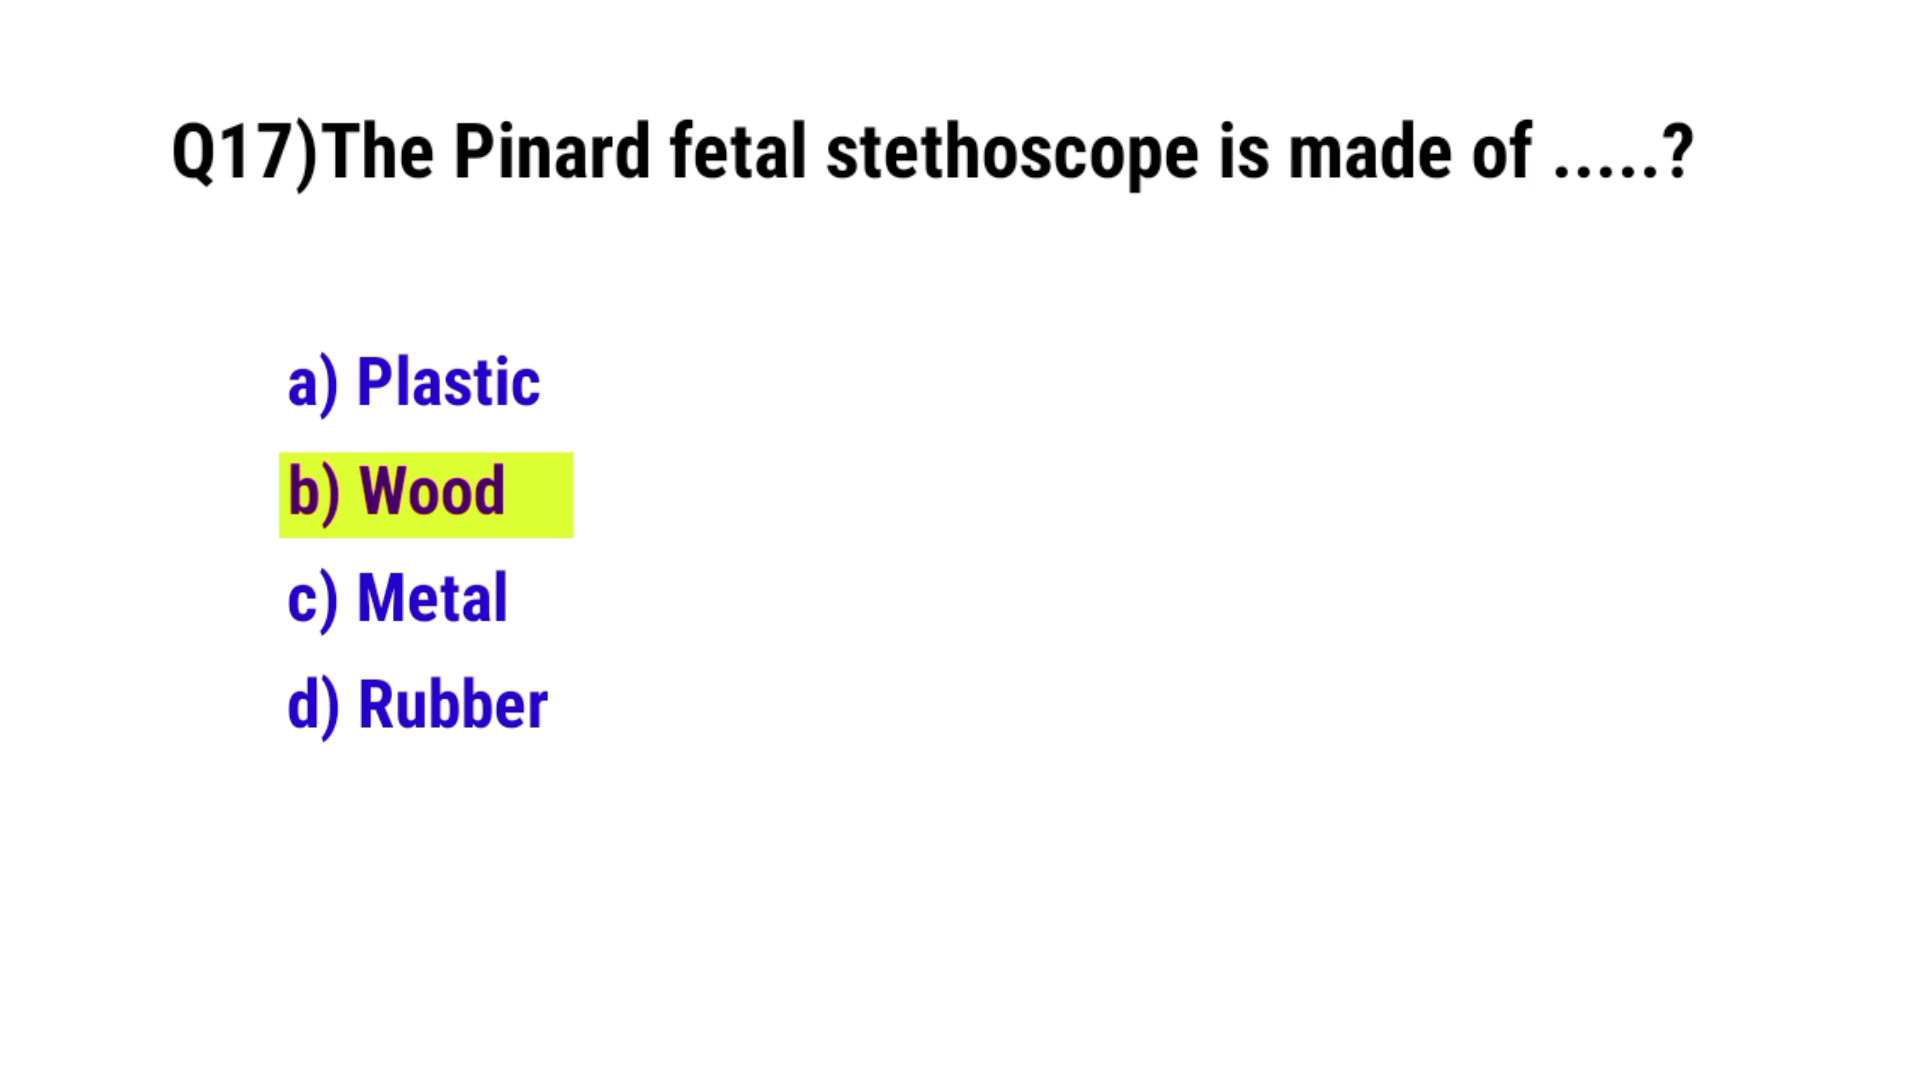 Q17)The Pinard fetal stethoscope is made of .....?
a) Plastic
b) Wood
c) Metal
d) Rubber